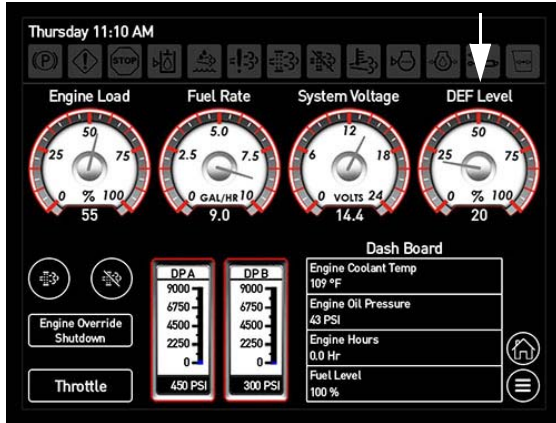 Thursday 11:10 AM
(P) STOP
Engine Load Fuel Rate System Voltage DEF Level
50 5.0 12 50
25 75 2.5 7.5 6 18 25 75
0 % 100 0 GAL/HR 10 0 VOLTS 24 0 % 100
55 9.0 14.4 20
Dash Board
DP A DP B
9000 9000
6750 6750
4500 4500
2250 2250
0 0
450 PSI 300 PSI
Engine Coolant Temp
109 °F
Engine Oil Pressure
43 PSI
Engine Hours
0.0 Hr
Fuel Level
100 %
Engine Override
Shutdown
Throttle